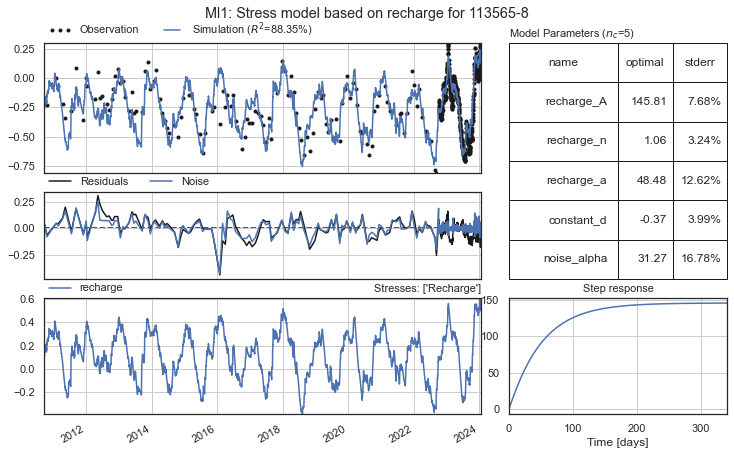 Ml1: Stress model based on recharge for 113565-8
Observation Simulation (R²=88.35%)
0.25
0.00
−0.25
−0.50
−0.75
Residuals Noise
0.25
0.00
−0.25
recharge Stresses: ['Recharge']
0.6
0.4
0.2
0.0
−0.2
2012 2014 2016 2018 2020 2022 2024
Model Parameters (nc=5)
name optimal stderr
recharge_A 145.81 7.68%
recharge_n 1.06 3.24%
recharge_a 48.48 12.62%
constant_d -0.37 3.99%
noise_alpha 31.27 16.78%
Step response
150
100
50
0
0 100 200 300
Time [days]